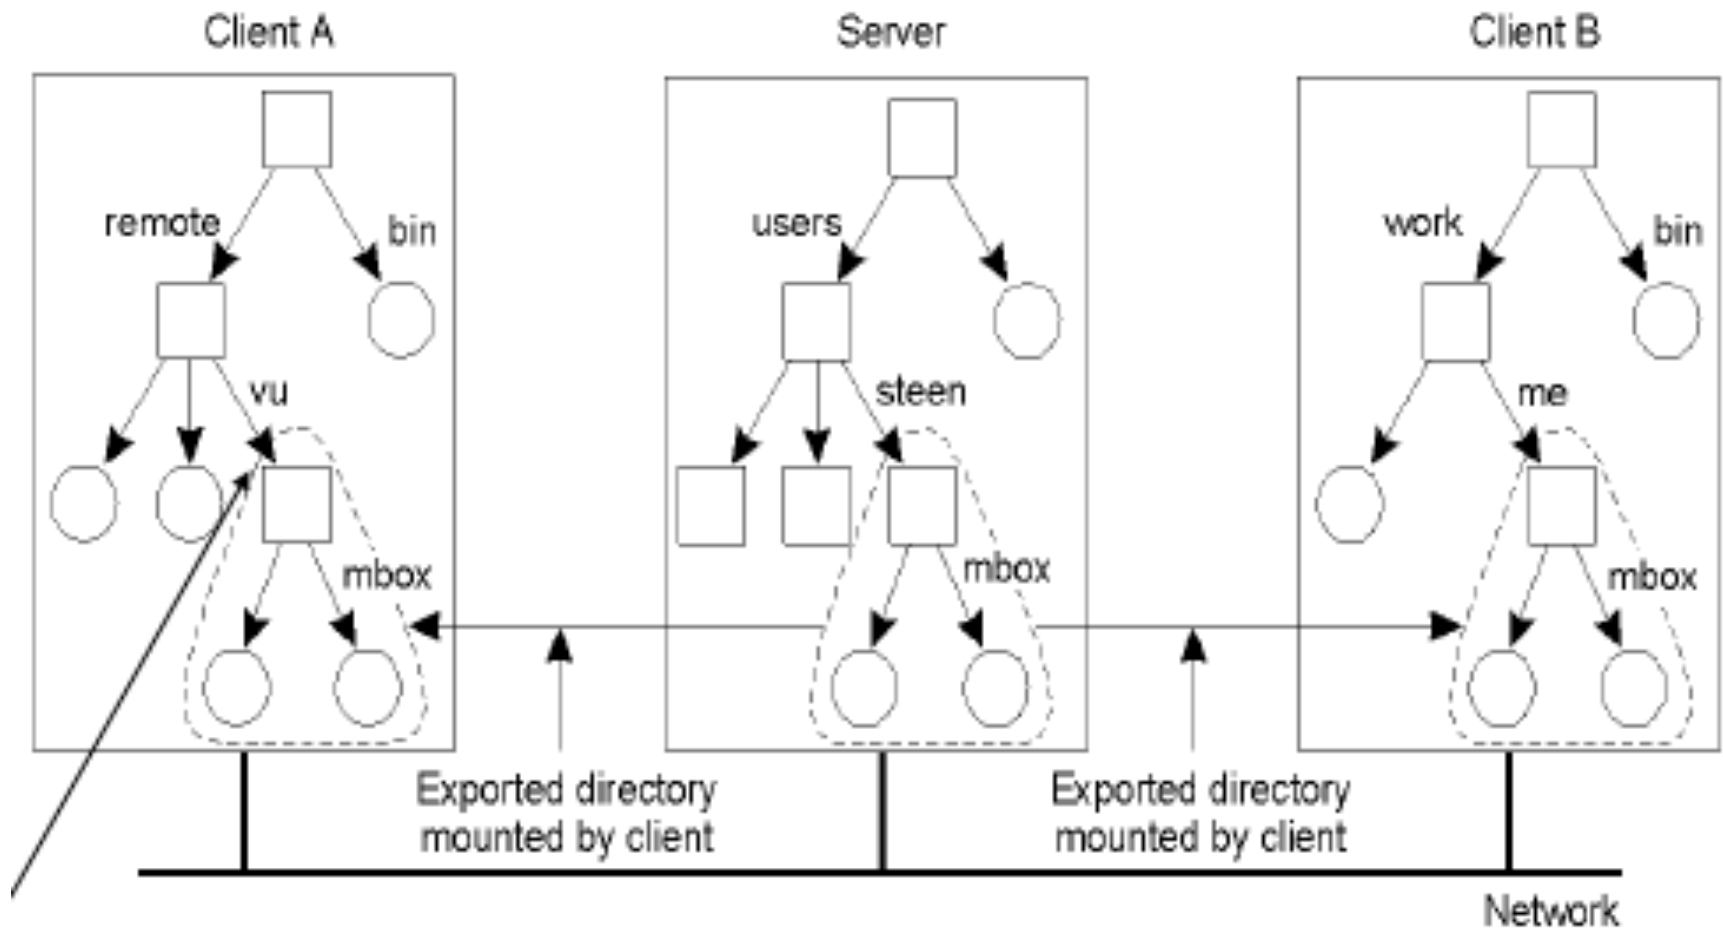 Client A
Server
Client B
remote
bin
users
work
bin
vu
steen
me
mbox
mbox
mbox
Exported directory
mounted by client
Exported directory
mounted by client
Network